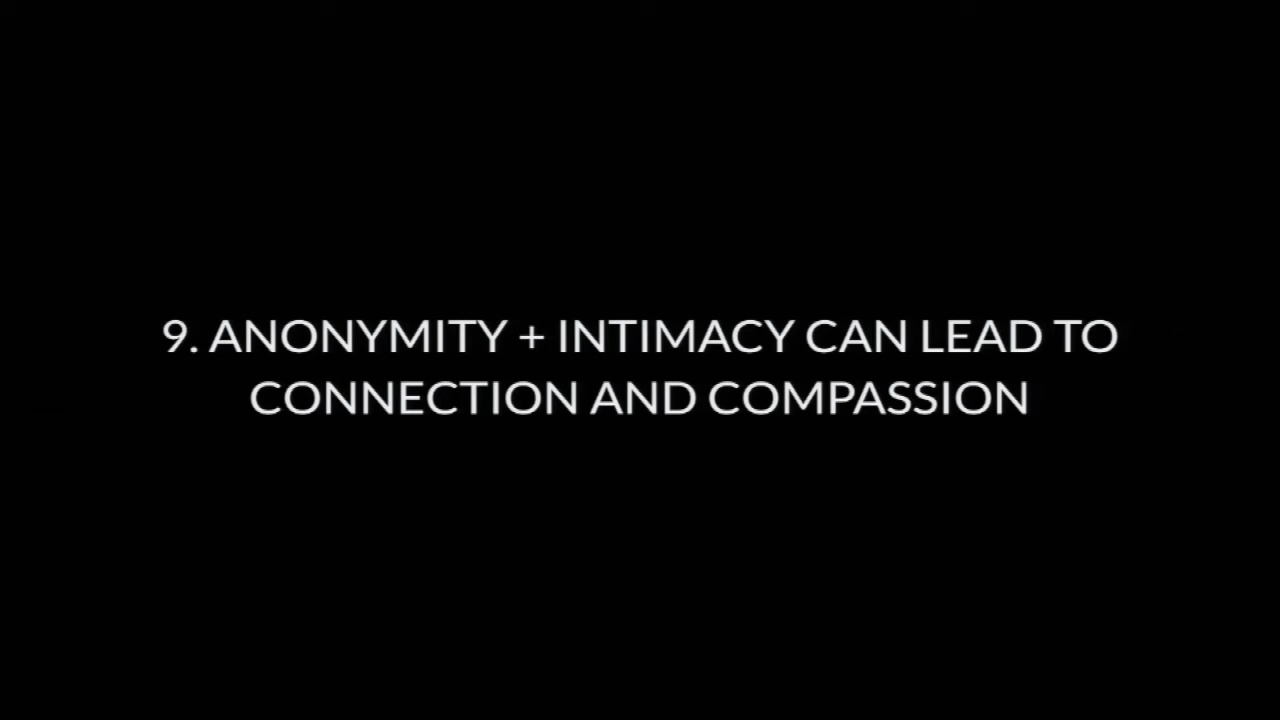 9. ANONYMITY + INTIMACY CAN LEAD TO
CONNECTION AND COMPASSION